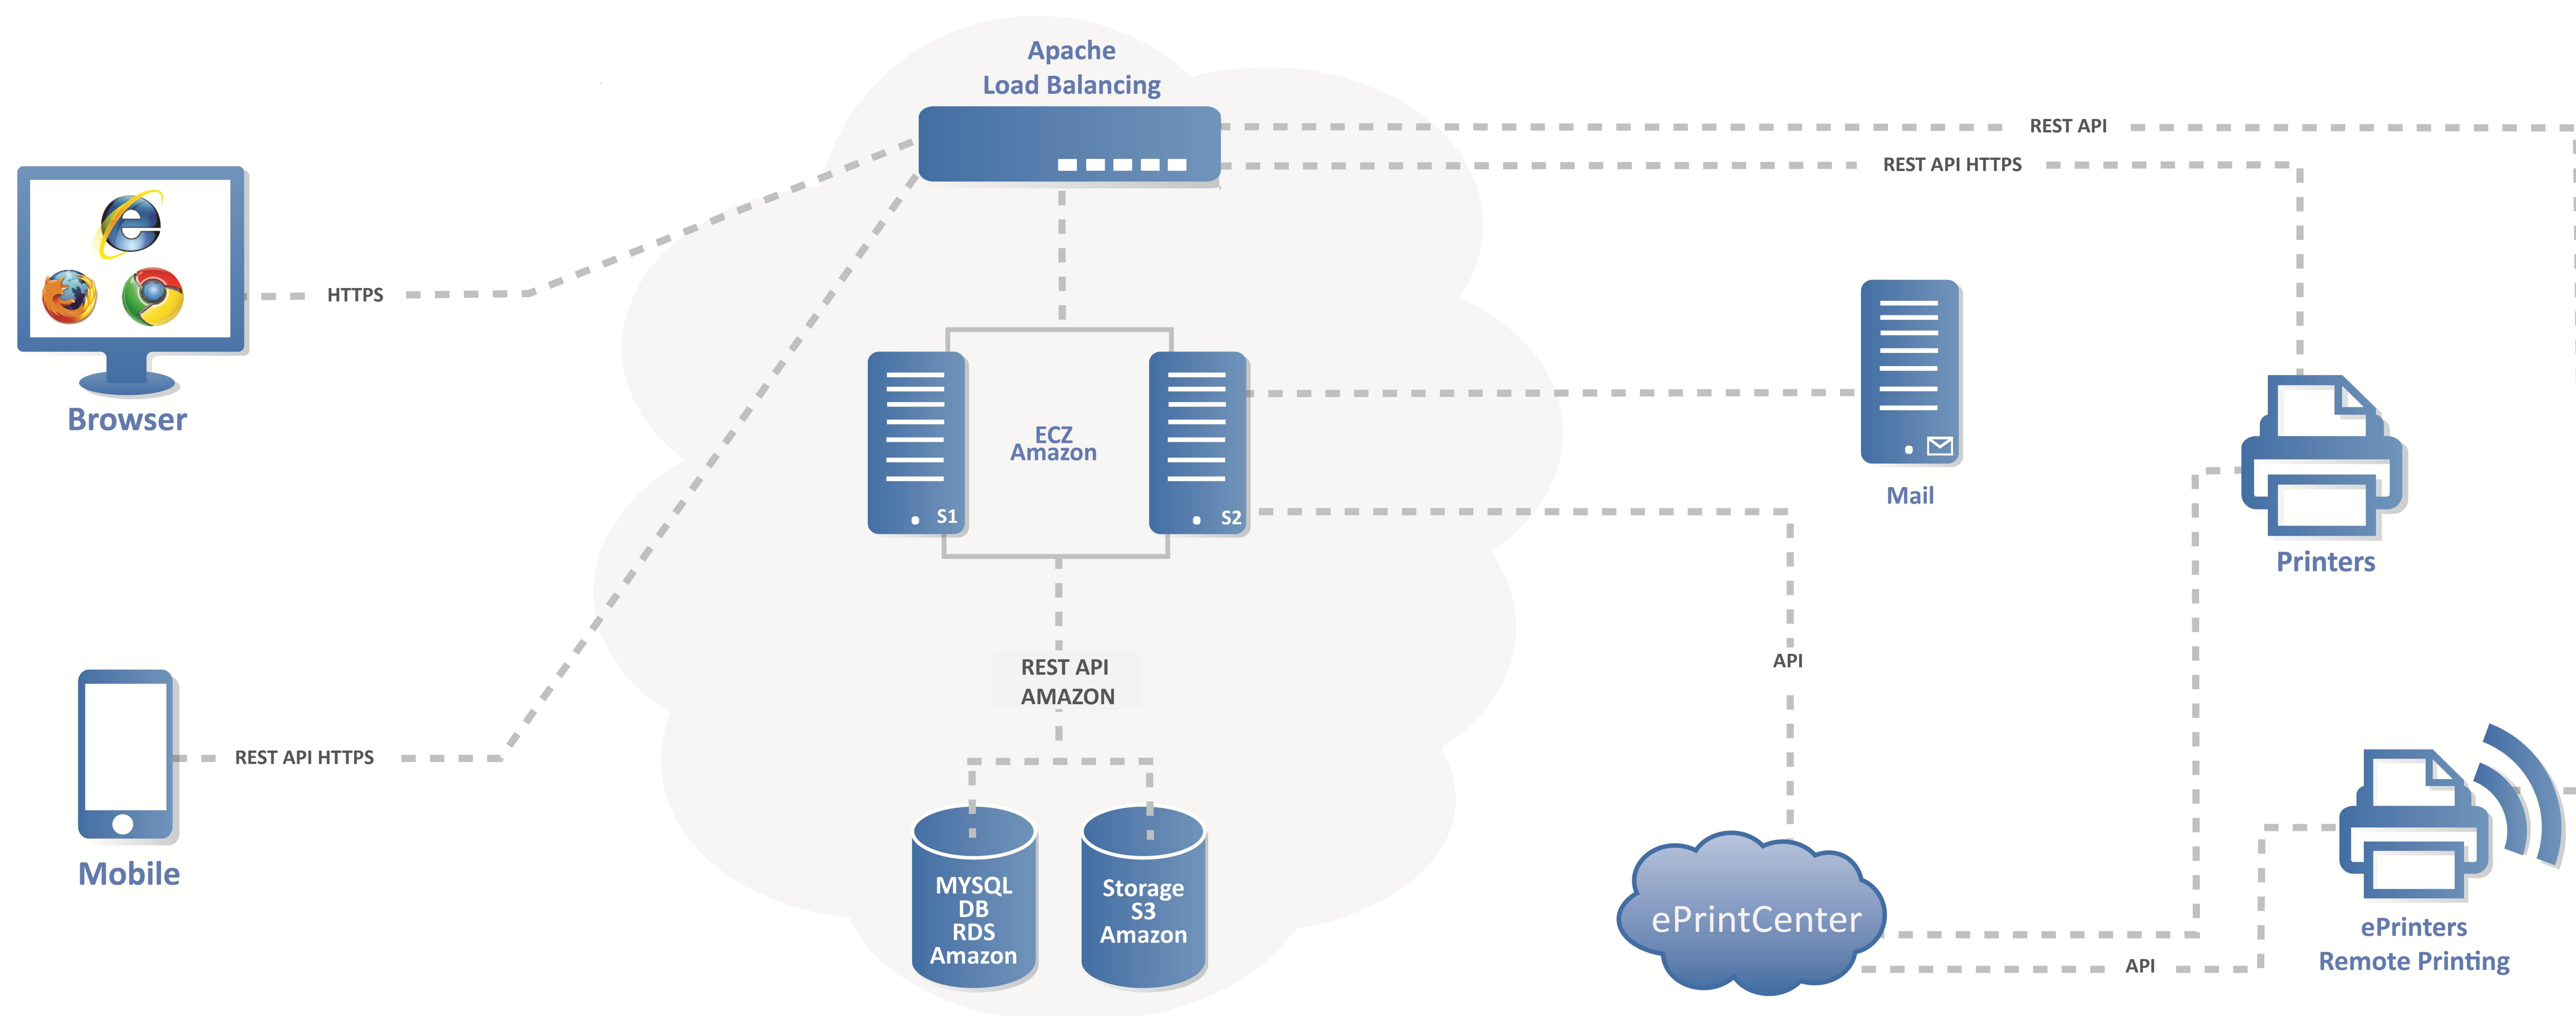 Apache
Load Balancing
REST API
REST API HTTPS
HTTPS
Browser
ECZ
Amazon
S1
S2
Mail
Printers
REST API
AMAZON
API
REST API HTTPS
Mobile
MYSQL
DB
RDS
Amazon
Storage
S3
Amazon
ePrintCenter
API
ePrinters
Remote Printing